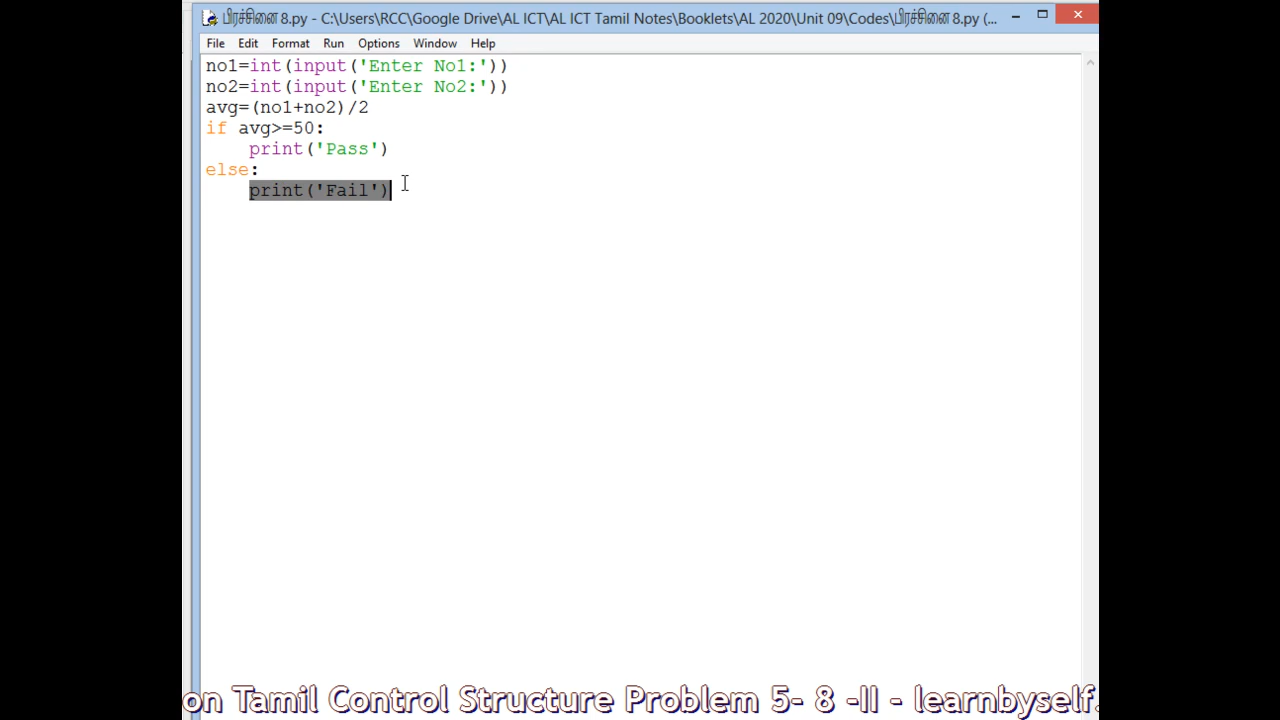 பிரச்சினை 8.py - C:\Users\RCC\Google Drive\AL ICT\AL ICT Tamil Notes\Booklets\AL 2020\Unit 09\Codes\பிரச்சினை 8.py (...
File Edit Format Run Options Window Help
no1=int(input('Enter No1:'))
no2=int(input('Enter No2:'))
avg=(no1+no2)/2
if avg>=50:
    print('Pass')
else:
    print('Fail')
on Tamil Control Structure Problem 5- 8 -II - learnbyself.